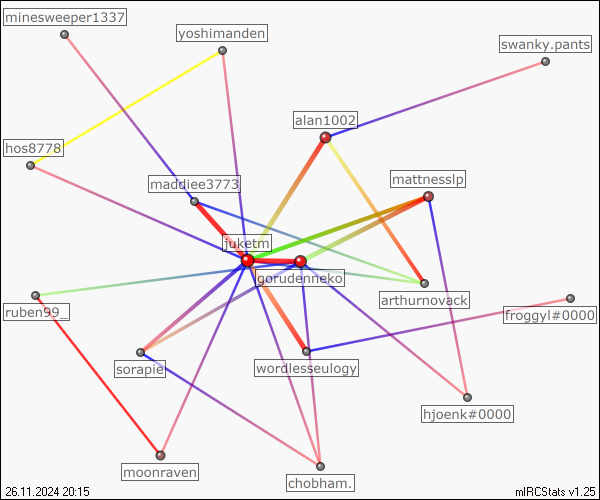 minesweeper1337
yoshimanden
swanky.pants
alan1002
hos8778
maddiee3773
mattnesslp
juketm
gorudenneko
arthurnovack
ruben99_
froggyl#0000
sorapie
wordlesseulogy
hjoenk#0000
moonraven
chobham.
26.11.2024 20:15
mIRCStats v1.25